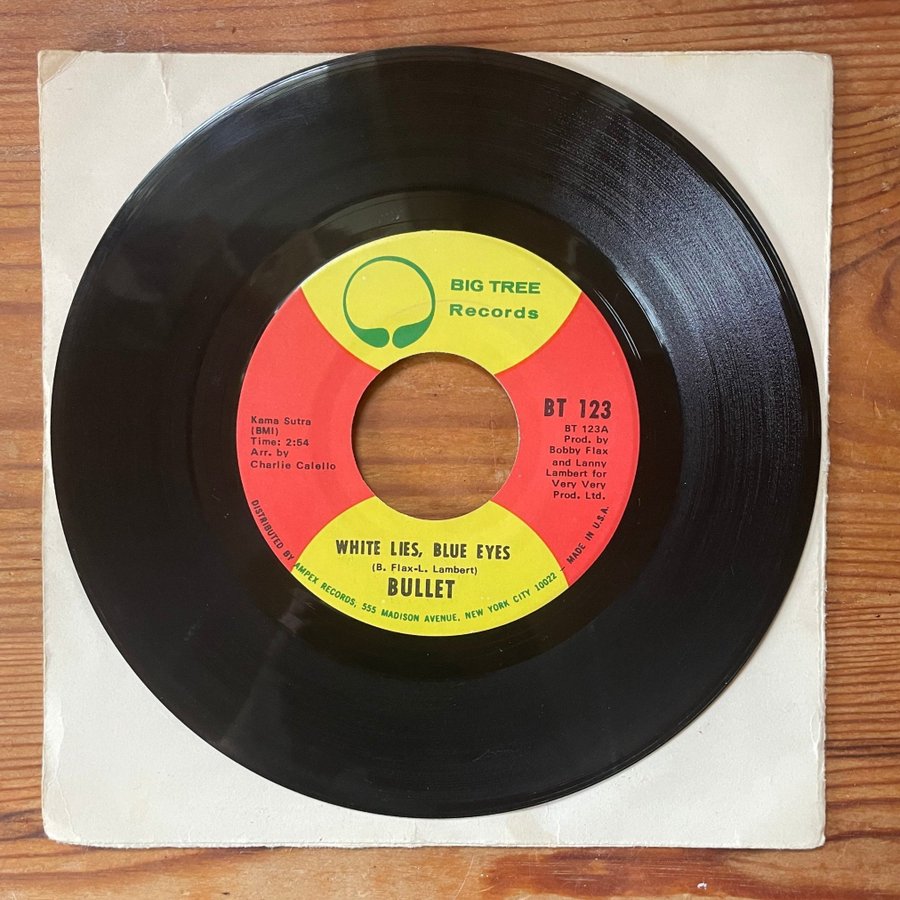 BIG TREE
Records
BT 123
BT 123A
Prod. by
Bobby Flax
and Lanny
Lambert for
Very Very
Prod. Ltd.
Kama Sutra
(BMI)
Time: 2:54
Arr. by
Charlie Calello
WHITE LIES, BLUE EYES
(B. Flax-L. Lambert)
BULLET
DISTRIBUTED BY AMPEX RECORDS, 555 MADISON AVENUE, NEW YORK CITY 10022 - MADE IN U.S.A.